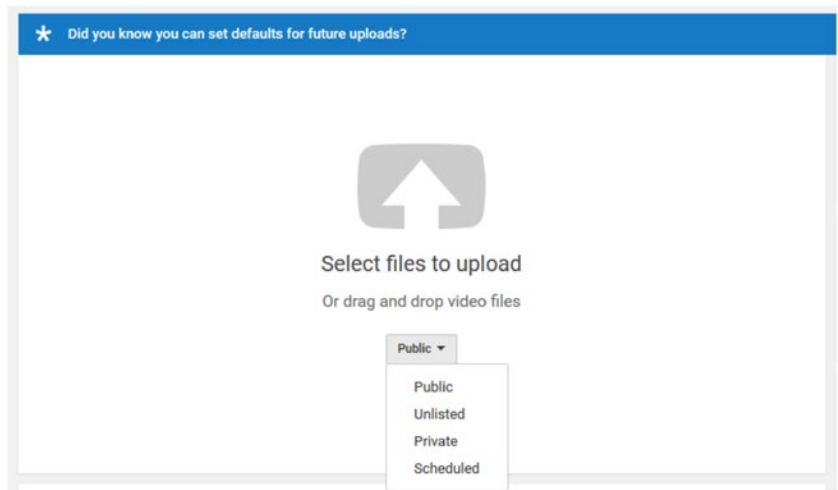 Did you know you can set defaults for future uploads?
Select files to upload
Or drag and drop video files
Public
Public
Unlisted
Private
Scheduled